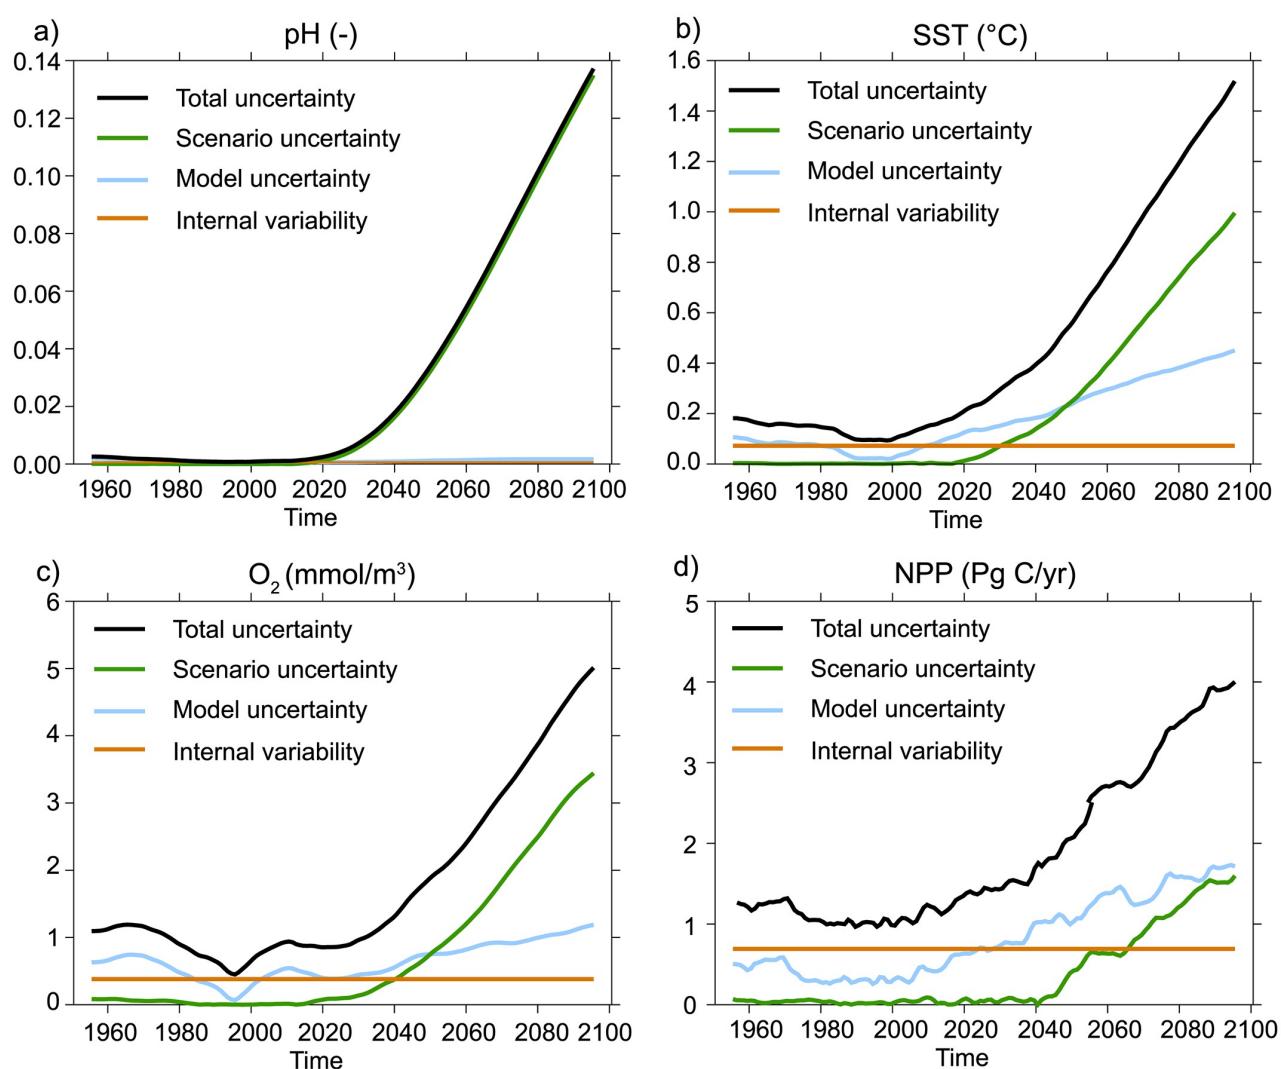 a)
pH (-)
0.14
0.12
0.10
0.08
0.06
0.04
0.02
0.00
Total uncertainty
Scenario uncertainty
Model uncertainty
Internal variability
1960 1980 2000 2020 2040 2060 2080 2100
Time
b)
SST (°C)
1.6
1.4
1.2
1.0
0.8
0.6
0.4
0.2
0.0
Total uncertainty
Scenario uncertainty
Model uncertainty
Internal variability
1960 1980 2000 2020 2040 2060 2080 2100
Time
c)
O2 (mmol/m³)
6
5
4
3
2
1
0
Total uncertainty
Scenario uncertainty
Model uncertainty
Internal variability
1960 1980 2000 2020 2040 2060 2080 2100
Time
d)
NPP (Pg C/yr)
5
4
3
2
1
0
Total uncertainty
Scenario uncertainty
Model uncertainty
Internal variability
1960 1980 2000 2020 2040 2060 2080 2100
Time